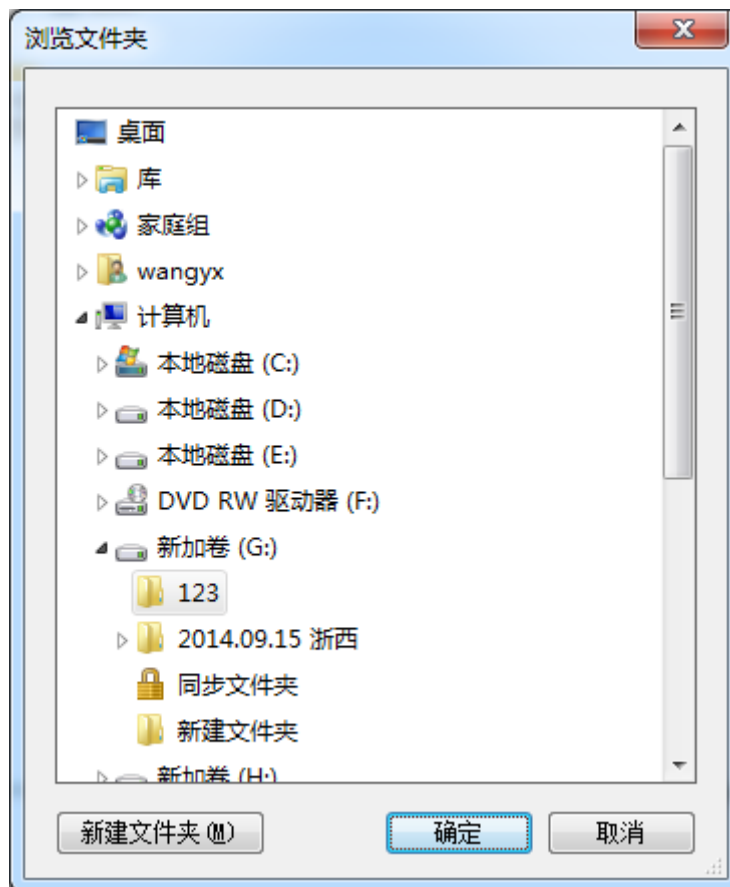 浏览文件夹
桌面
库
家庭组
wangyx
计算机
本地磁盘 (C:)
本地磁盘 (D:)
本地磁盘 (E:)
DVD RW 驱动器 (F:)
新加卷 (G:)
123
2014.09.15 浙西
同步文件夹
新建文件夹
新加卷 (H:)
新建文件夹(M) 确定 取消